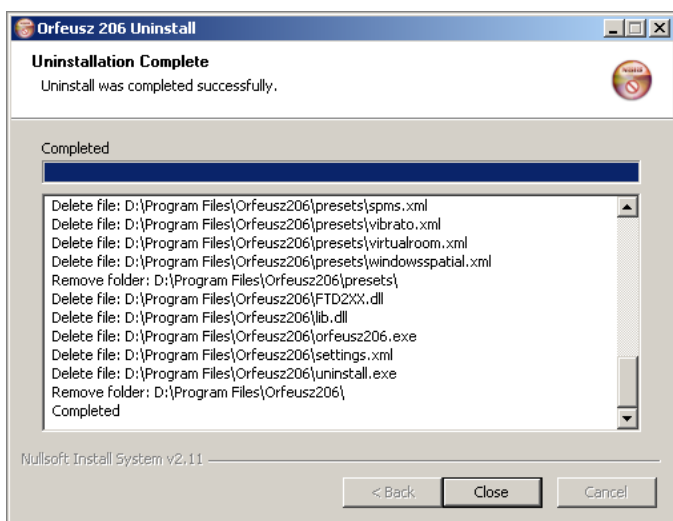 Orfeusz 206 Uninstall
Uninstallation Complete
Uninstall was completed successfully.
Completed
Delete file: D:\Program Files\Orfeusz206\presets\spms.xml
Delete file: D:\Program Files\Orfeusz206\presets\vibrato.xml
Delete file: D:\Program Files\Orfeusz206\presets\virtualroom.xml
Delete file: D:\Program Files\Orfeusz206\presets\windowsspatial.xml
Remove folder: D:\Program Files\Orfeusz206\presets\
Delete file: D:\Program Files\Orfeusz206\FTD2XX.dll
Delete file: D:\Program Files\Orfeusz206\lib.dll
Delete file: D:\Program Files\Orfeusz206\orfeusz206.exe
Delete file: D:\Program Files\Orfeusz206\settings.xml
Delete file: D:\Program Files\Orfeusz206\uninstall.exe
Remove folder: D:\Program Files\Orfeusz206\
Completed
Nullsoft Install System v2.11
< Back Close Cancel